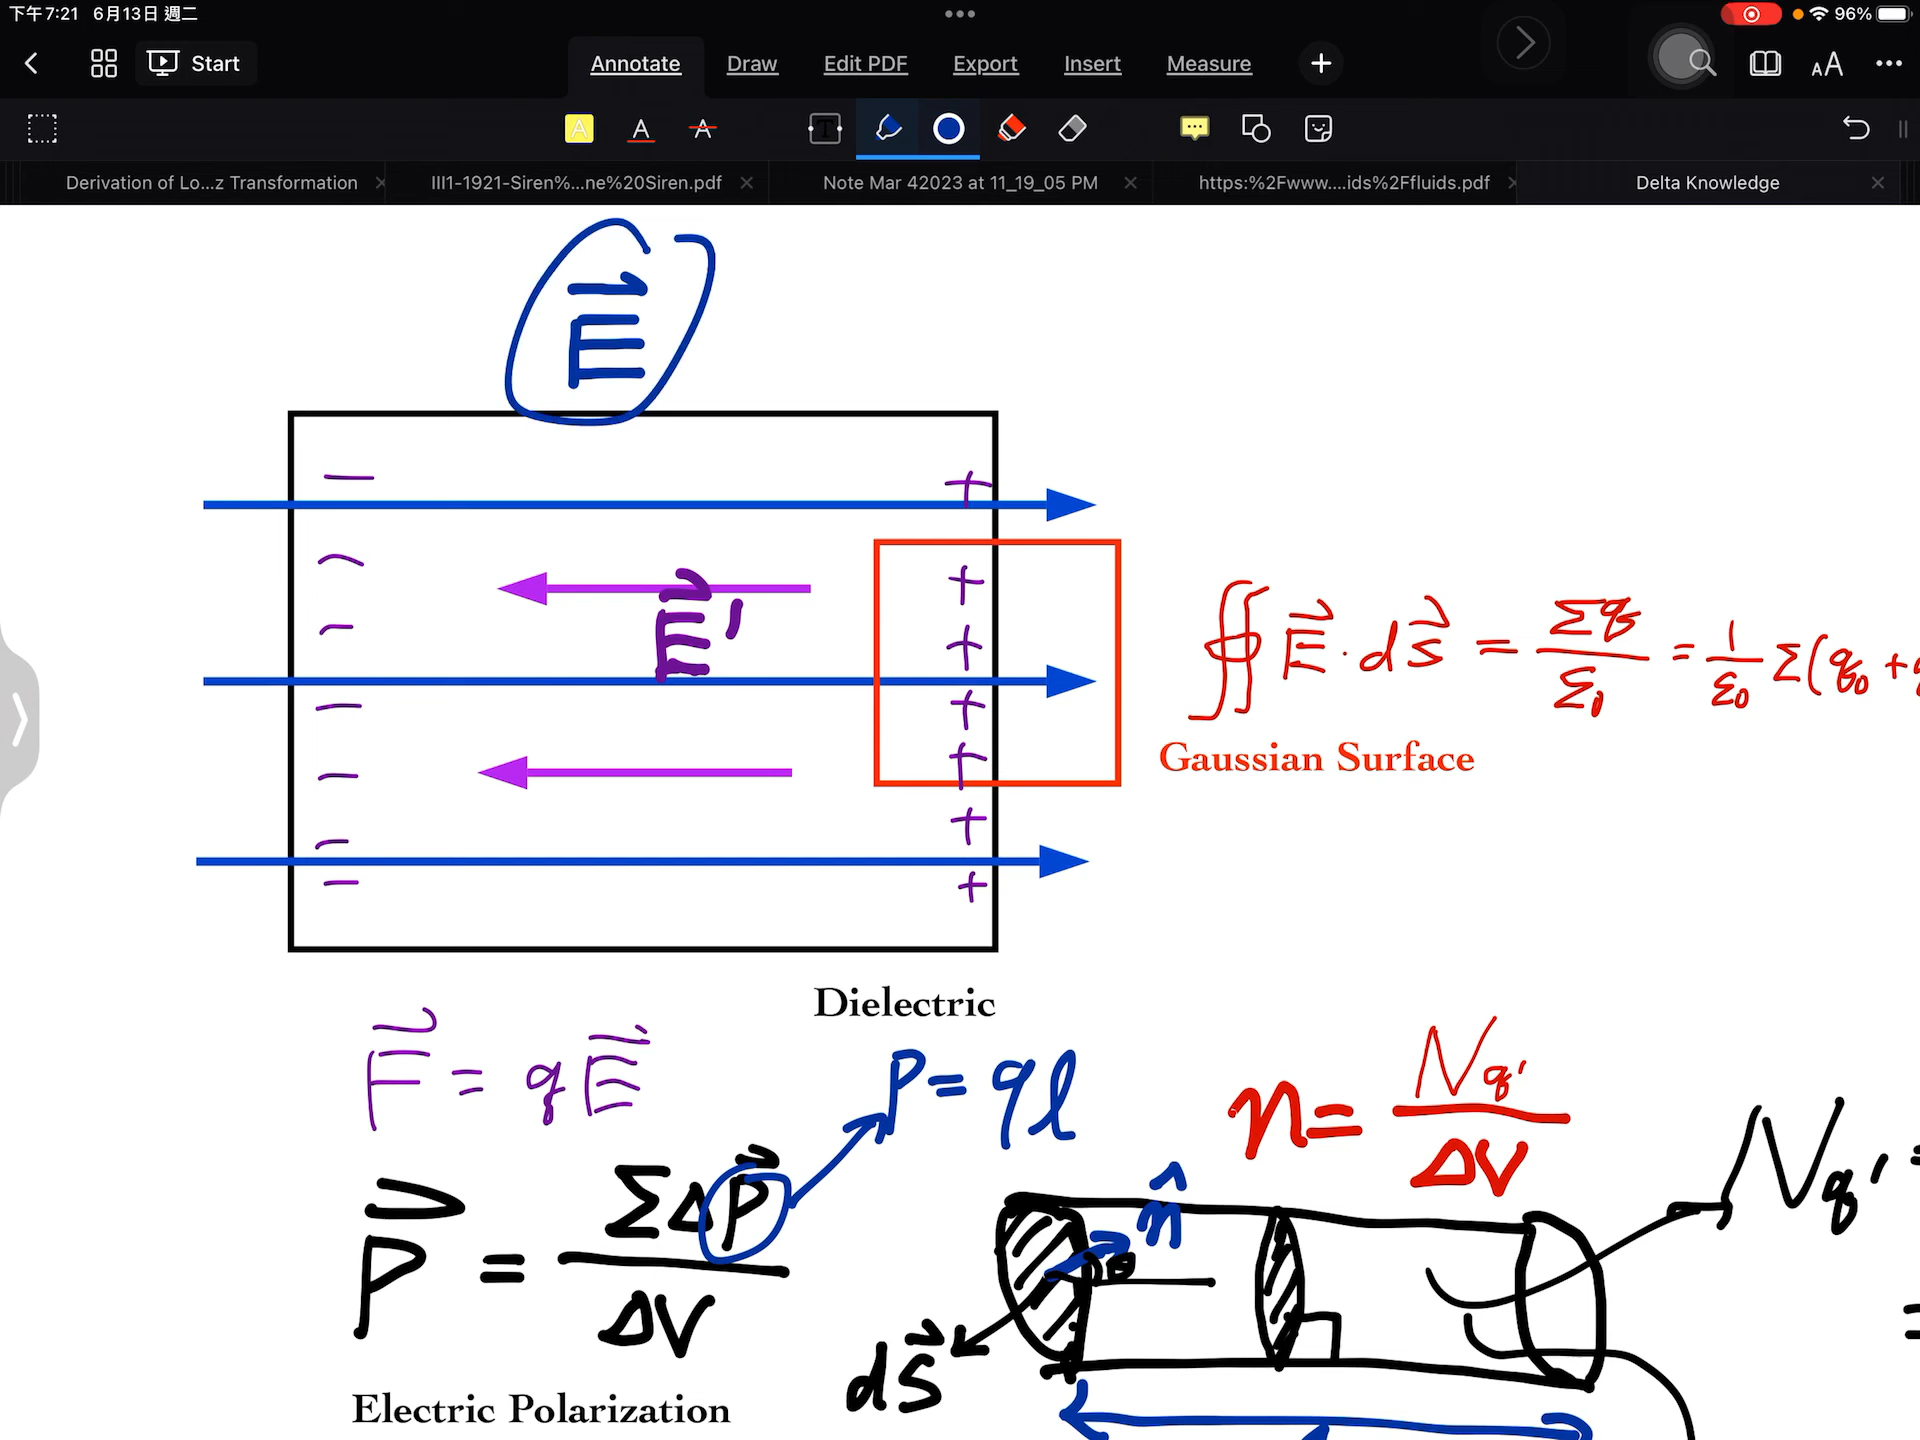 下午7:21 6月13日 週二
96%
Start
Annotate Draw Edit PDF Export Insert Measure
AA
A A A T
Derivation of Lo...z Transformation
III1-1921-Siren%...ne%20Siren.pdf
Note Mar 42023 at 11_19_05 PM
https:%2Fwww....ids%2Ffluids.pdf
Delta Knowledge
E⃗
− +
− +
E⃗'
− +
− +
− +
− +
− +
∯ E⃗ · dS⃗ = Σq/ε₀ = 1/ε₀ Σ(q₀ +
Gaussian Surface
Dielectric
F⃗ = qE⃗
P = ql
n = Nq'/ΔV
Nq' =
P⃗ = ΣΔP⃗/ΔV
n̂
θ
=
dS⃗
Electric Polarization